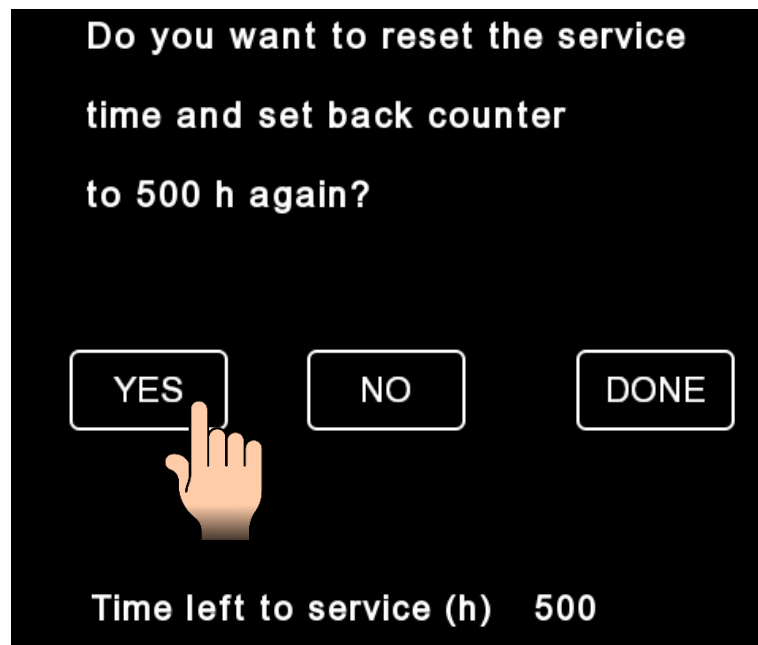 Do you want to reset the service
time and set back counter
to 500 h again?
YES NO DONE
Time left to service (h) 500